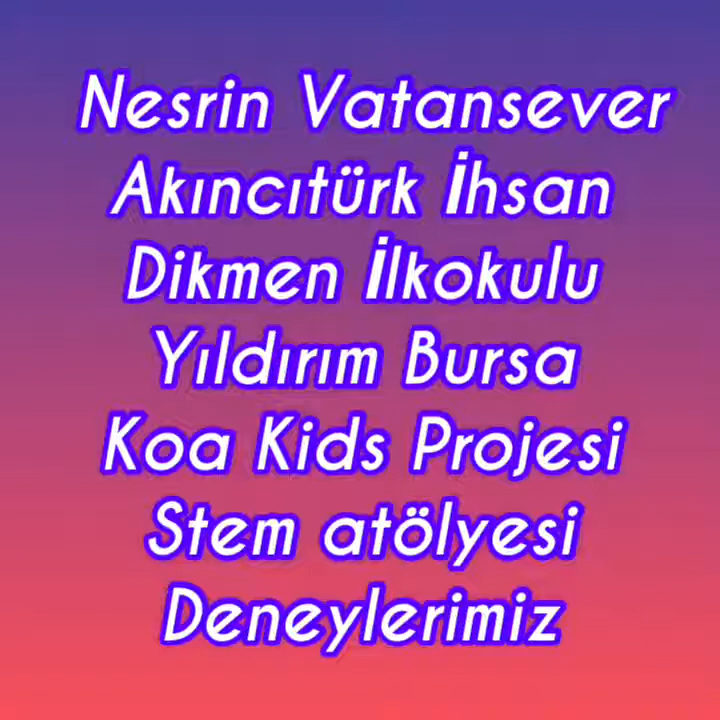 Nesrin Vatansever
Akıncıtürk İhsan
Dikmen İlkokulu
Yıldırım Bursa
Koa Kids Projesi
Stem atölyesi
Deneylerimiz